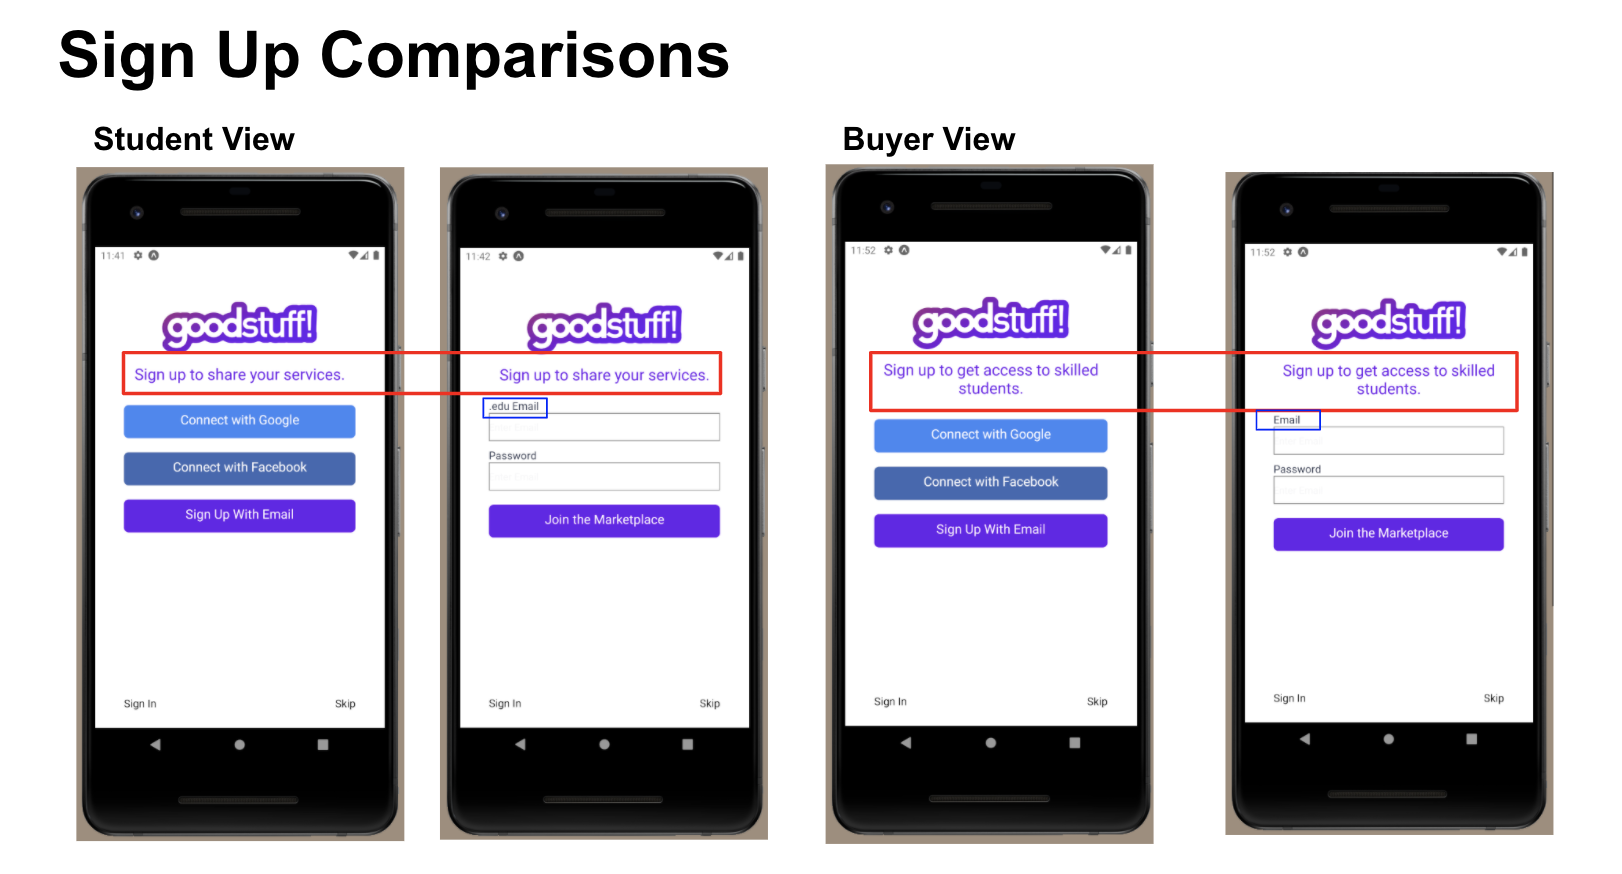 Sign Up Comparisons
Student View
11:41
goodstuff!
Sign up to share your services.
Connect with Google
Connect with Facebook
Sign Up With Email
Sign In
Skip
11:42
goodstuff!
Sign up to share your services.
.edu Email
Password
Join the Marketplace
Sign In
Skip
Buyer View
11:52
goodstuff!
Sign up to get access to skilled
students.
Connect with Google
Connect with Facebook
Sign Up With Email
Sign In
Skip
11:52
goodstuff!
Sign up to get access to skilled
students.
Email
Password
Join the Marketplace
Sign In
Skip